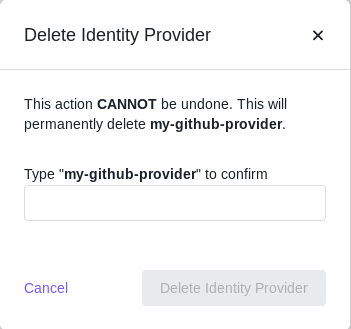 Delete Identity Provider
This action CANNOT be undone. This will
permanently delete my-github-provider.
Type "my-github-provider" to confirm
Cancel
Delete Identity Provider